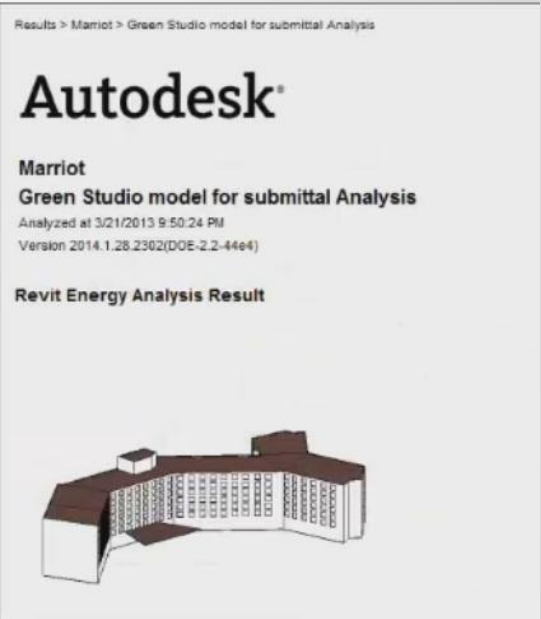 Results > Marriot > Green Studio model for submittal Analysis
Autodesk®
Marriot
Green Studio model for submittal Analysis
Analyzed at 3/21/2013 9:50:24 PM
Version 2014.1.28.2302(DOE-2.2-44e4)
Revit Energy Analysis Result